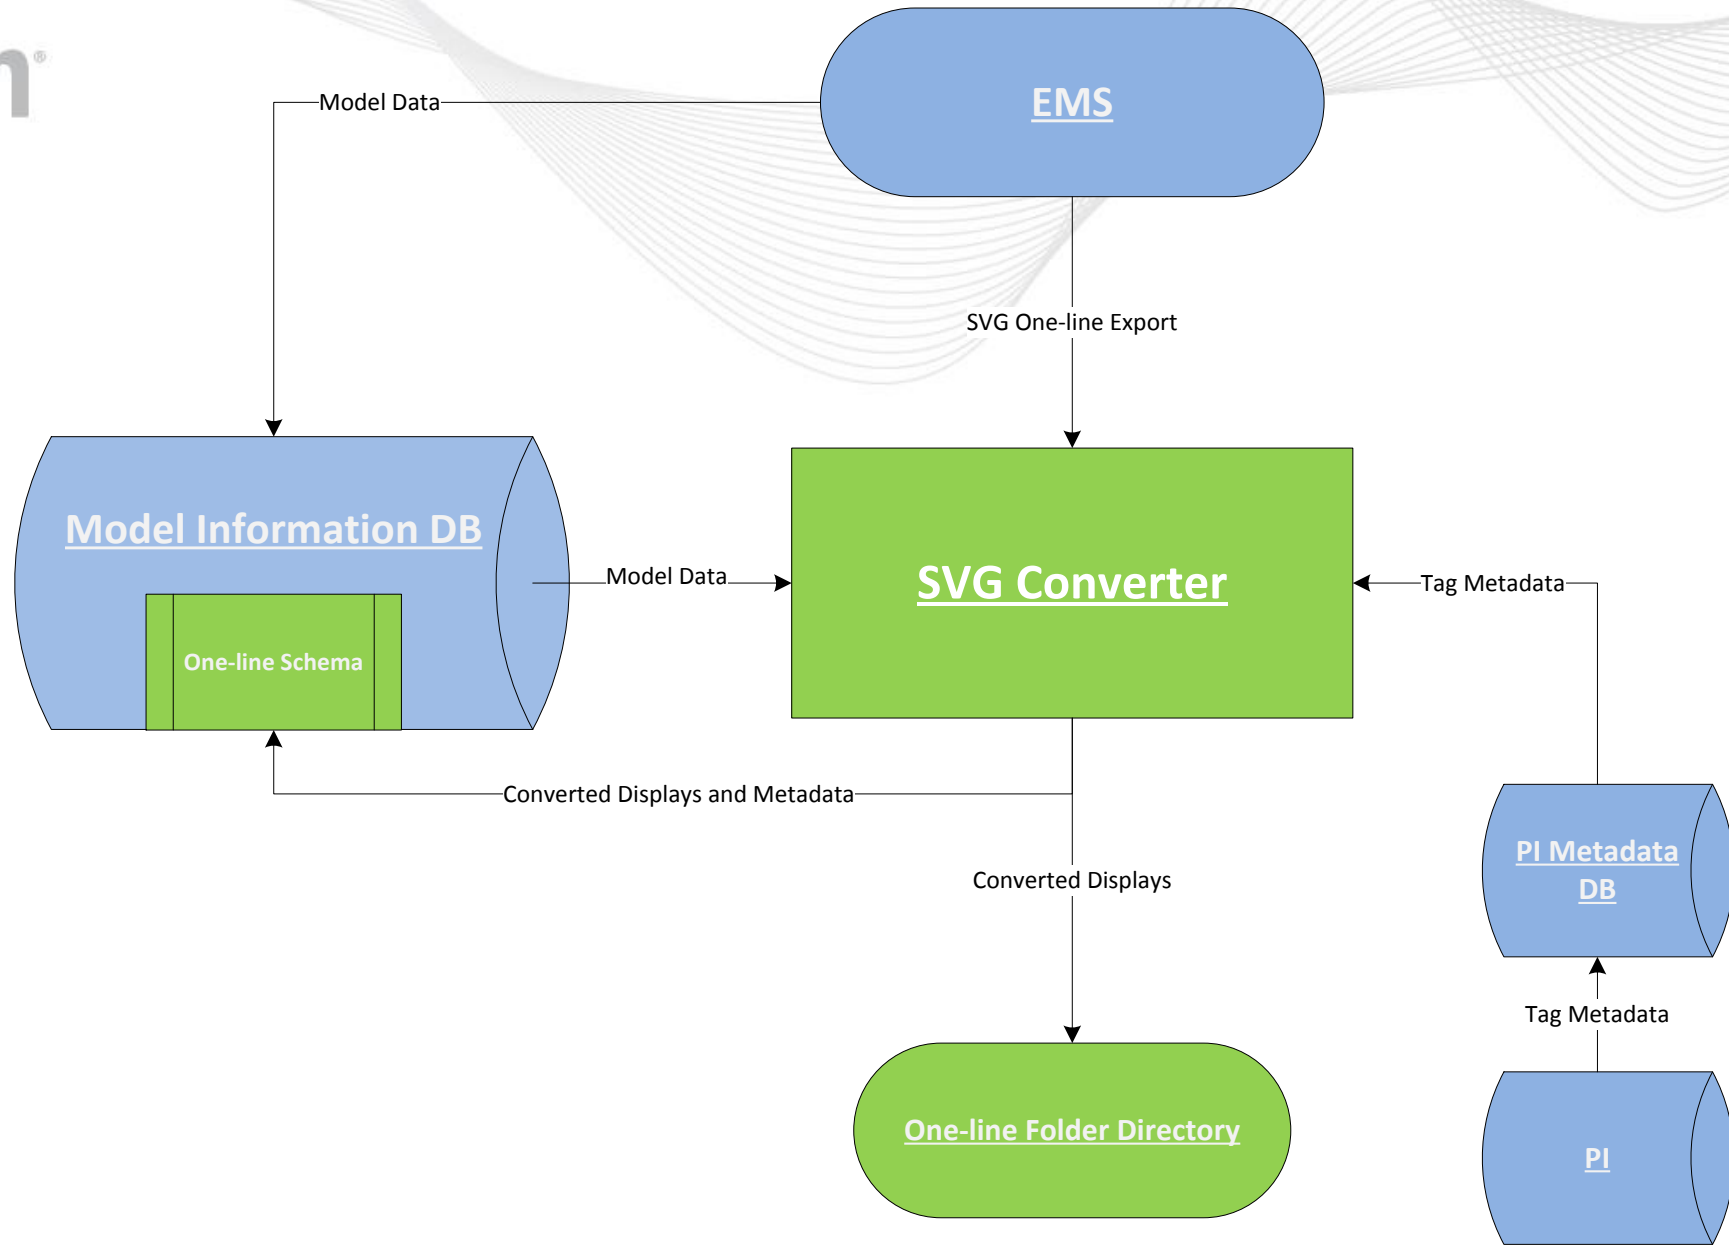 n®
EMS
Model Data
SVG One-line Export
Model Information DB
SVG Converter
Model Data
Tag Metadata
One-line Schema
Converted Displays and Metadata
PI Metadata
DB
Converted Displays
Tag Metadata
One-line Folder Directory
PI